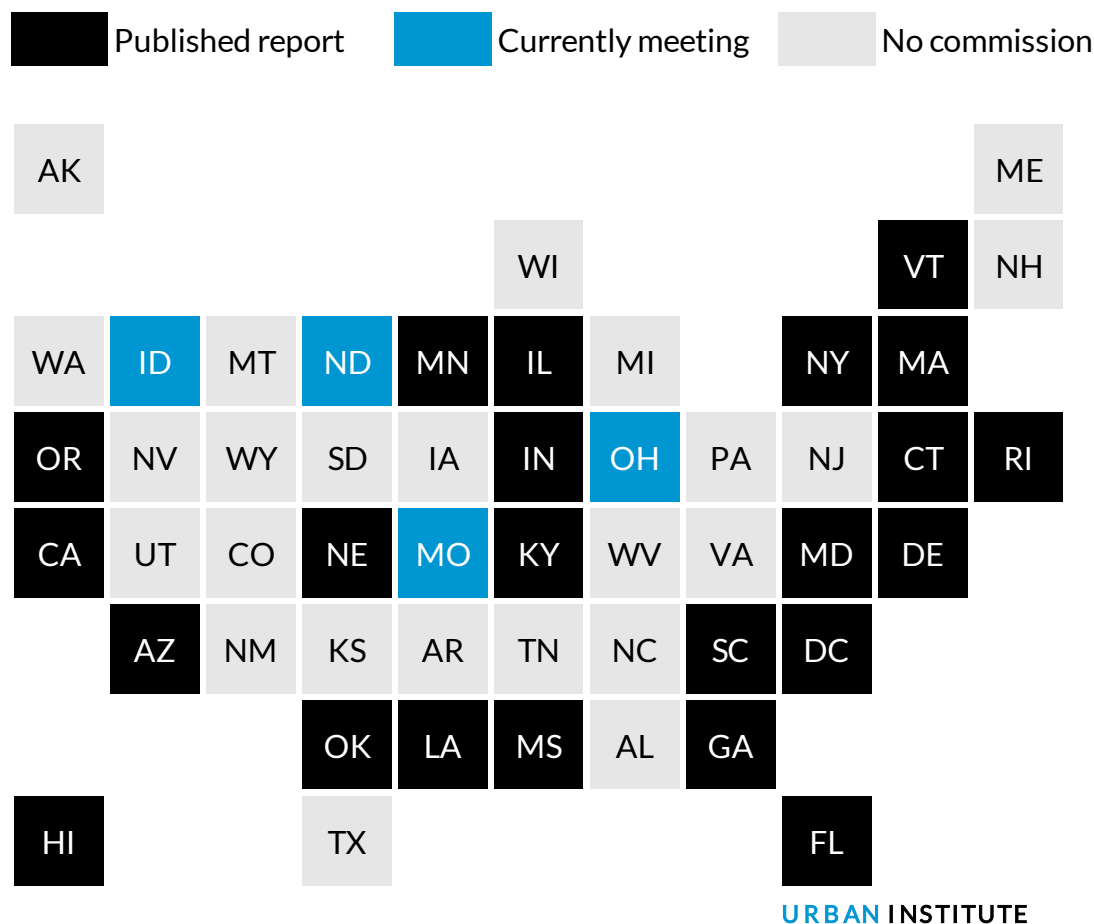 Published report Currently meeting No commission
AK ME
WI VT NH
WA ID MT ND MN IL MI NY MA
OR NV WY SD IA IN OH PA NJ CT RI
CA UT CO NE MO KY WV VA MD DE
AZ NM KS AR TN NC SC DC
OK LA MS AL GA
HI TX FL
URBAN INSTITUTE